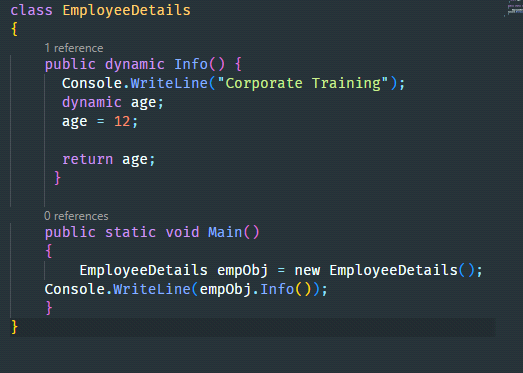 class EmployeeDetails
{
1 reference
public dynamic Info() {
Console.WriteLine("Corporate Training");
dynamic age;
age = 12;
return age;
}
0 references
public static void Main()
{
EmployeeDetails empObj = new EmployeeDetails();
Console.WriteLine(empObj.Info());
}
}